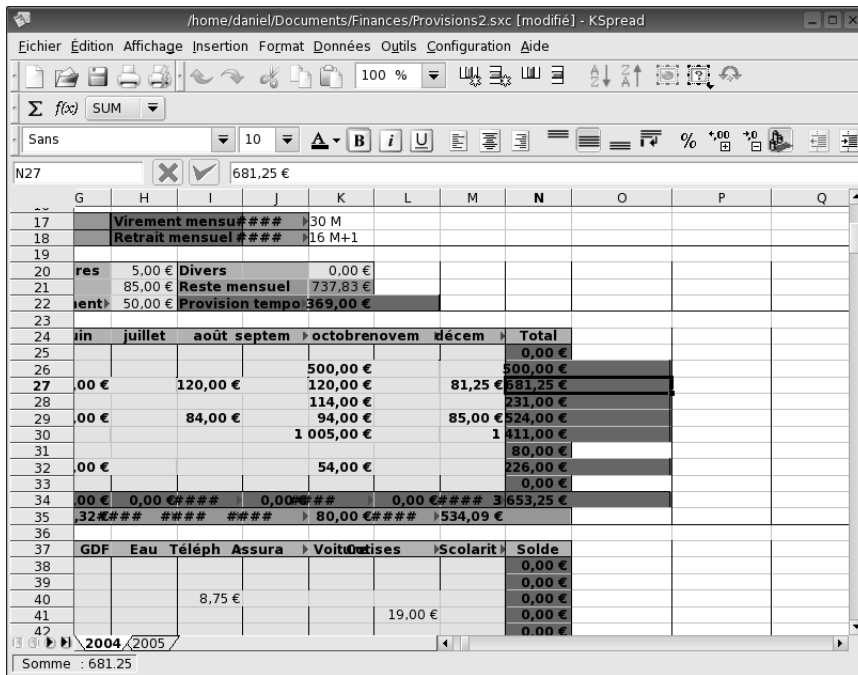 /home/daniel/Documents/Finances/Provisions2.sxc [modifié] - KSpread
Fichier Édition Affichage Insertion Format Données Outils Configuration Aide
100 %
Σ f(x) SUM
Sans 10 A B i U % +,00 +,0
N27 681,25 €
G H I J K L M N O P Q
17 Virement mensu #### 30 M
18 Retrait mensuel #### 16 M+1
19
20 res 5,00 € Divers 0,00 €
21 85,00 € Reste mensuel 737,83 €
22 nent 50,00 € Provision tempo 369,00 €
23
24 uin juillet août septem octobre novem décem Total
25 0,00 €
26 500,00 € 500,00 €
27 ,00 € 120,00 € 120,00 € 81,25 € 681,25 €
28 114,00 € 231,00 €
29 ,00 € 84,00 € 94,00 € 85,00 € 524,00 €
30 1 005,00 € 1 411,00 €
31 80,00 €
32 ,00 € 54,00 € 226,00 €
33 0,00 €
34 ,00 € 0,00 € #### 0,00 #### 0,00 € #### 3 653,25 €
35 ,32 #### #### #### 80,00 € #### 534,09 €
36
37 GDF Eau Téléph Assura Voiture Cotises Scolarit Solde
38 0,00 €
39 0,00 €
40 8,75 € 0,00 €
41 19,00 € 0,00 €
42 0,00 €
2004 2005
Somme : 681.25